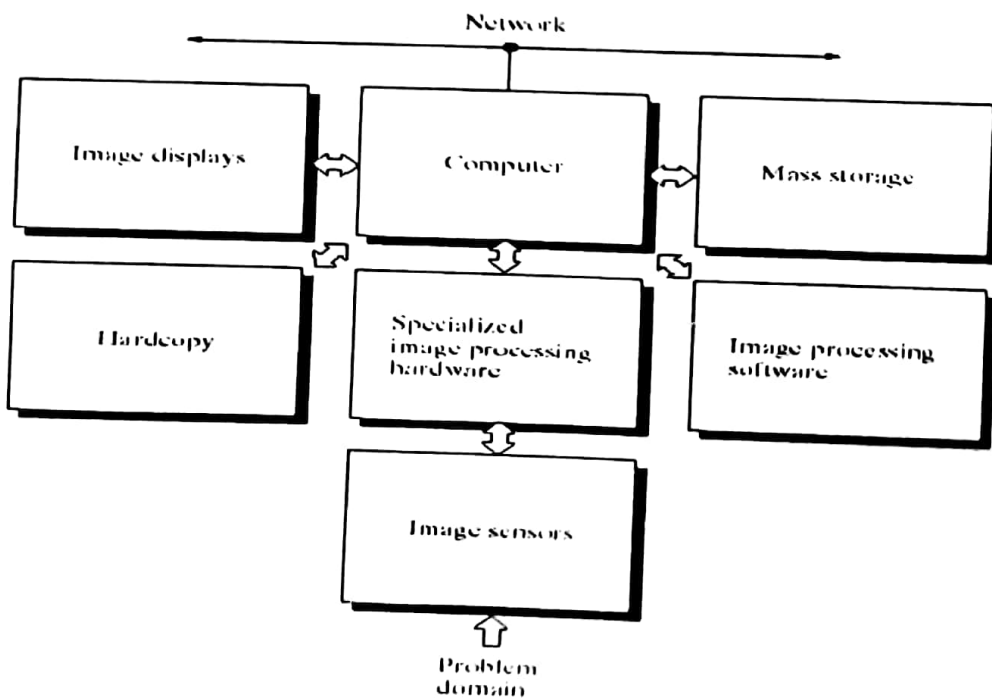 Network
Image displays
Computer
Mass storage
Hardcopy
Specialized
image processing
hardware
Image processing
software
Image sensors
Problem
domain